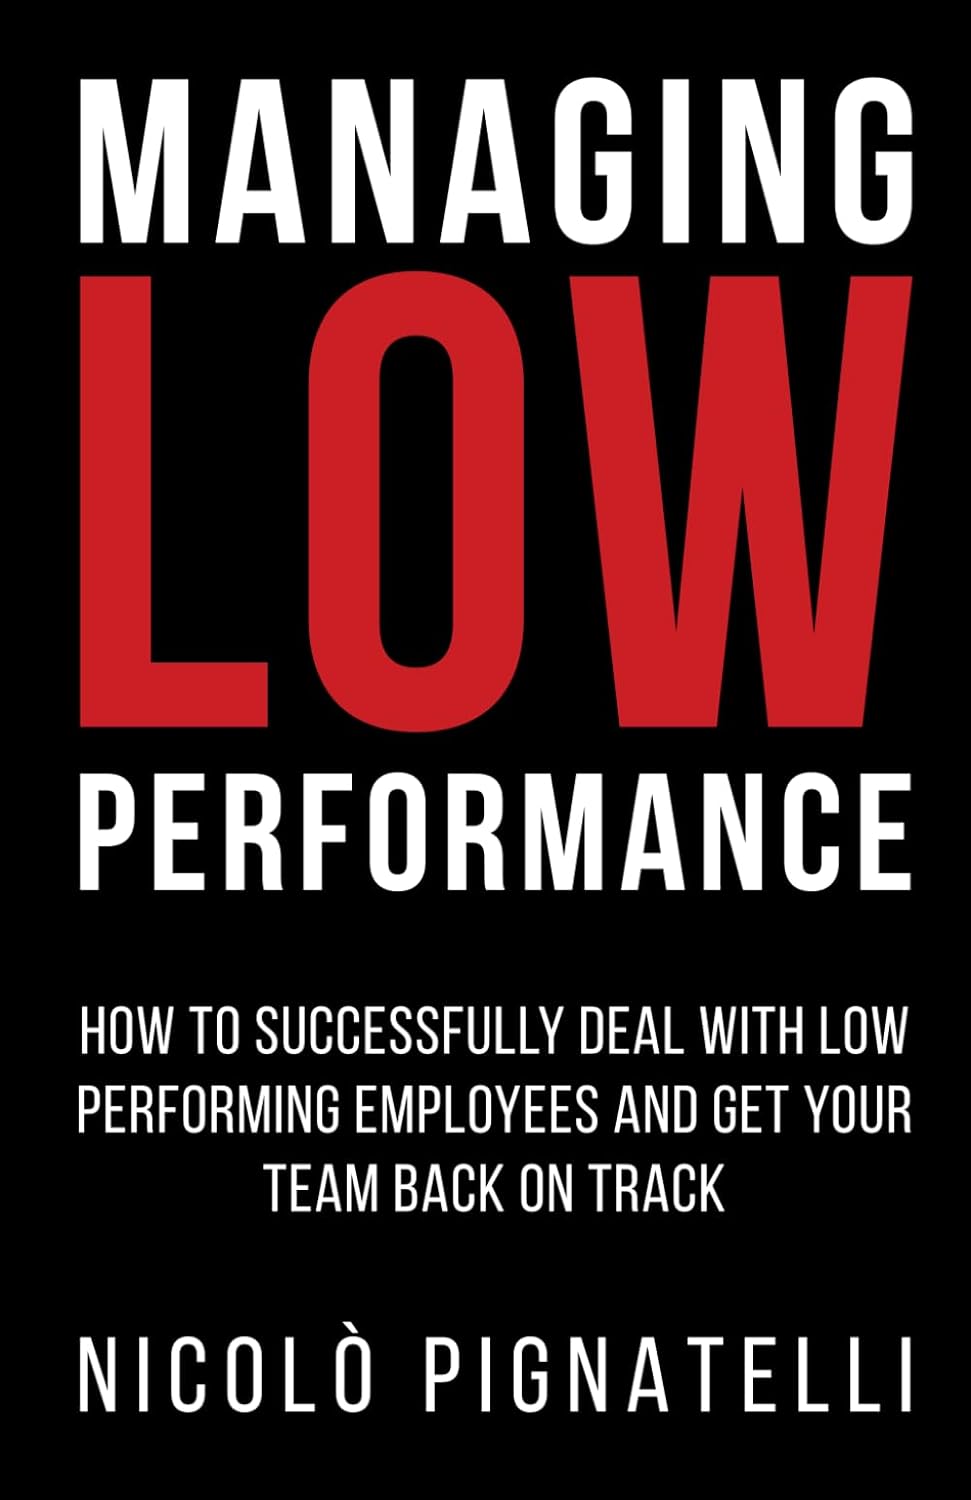 MANAGING
LOW
PERFORMANCE
HOW TO SUCCESSFULLY DEAL WITH LOW
PERFORMING EMPLOYEES AND GET YOUR
TEAM BACK ON TRACK
NICOLÒ PIGNATELLI